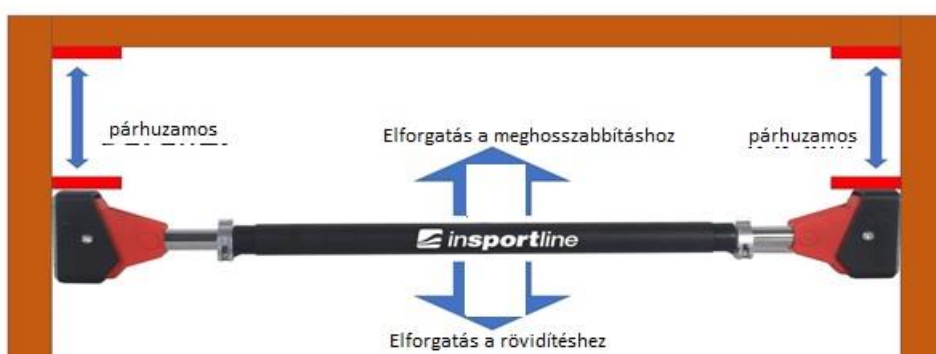 párhuzamos
Elforgatás a meghosszabbításhoz
párhuzamos
insportline
Elforgatás a rövidítéshez